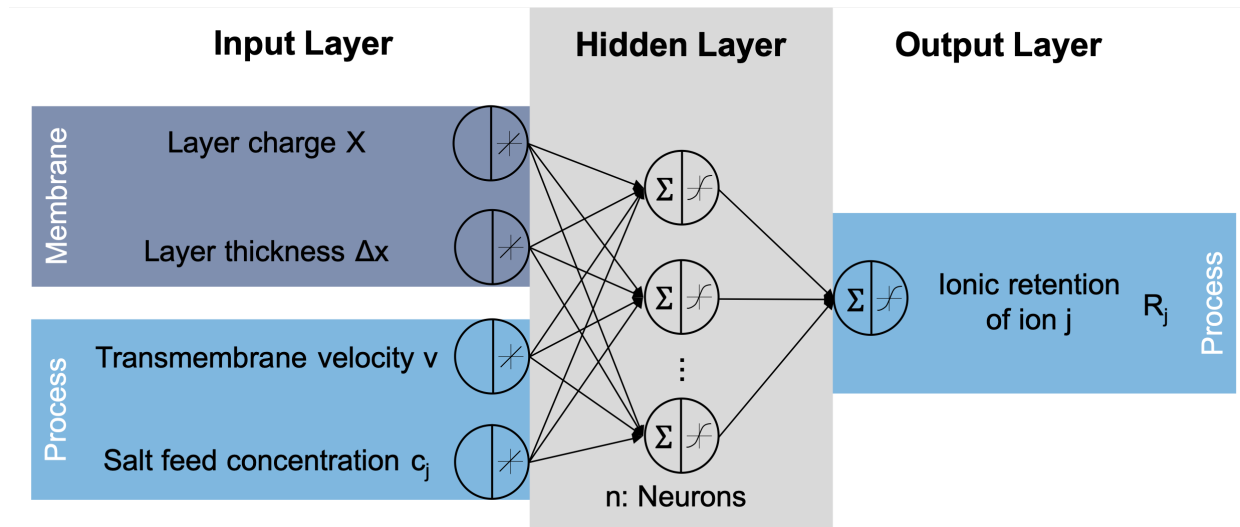 Input Layer
Hidden Layer
Output Layer
Membrane
Layer charge X
Layer thickness Δx
Process
Transmembrane velocity v
Salt feed concentration cj
Σ
Σ
⋮
Σ
n: Neurons
Σ
Ionic retention
of ion j
Rj
Process